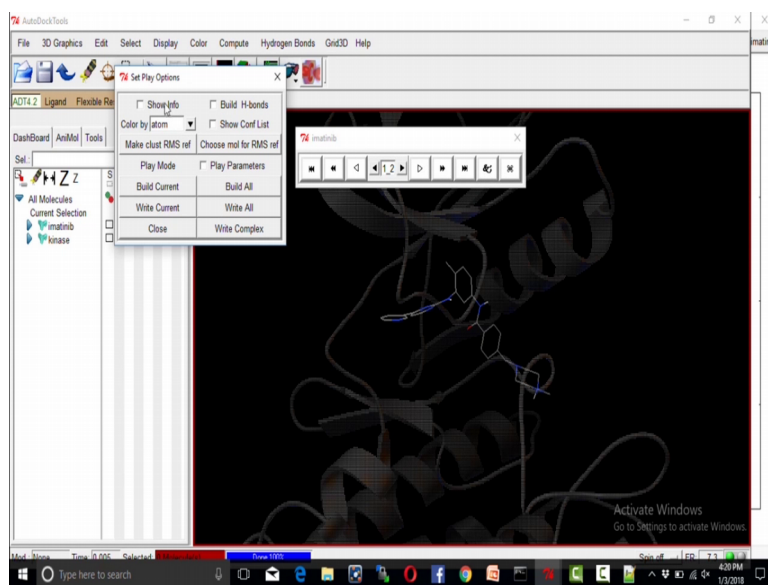 AutoDockTools
File 3D Graphics Edit Select Display Color Compute Hydrogen Bonds Grid3D Help
Set Play Options
ADT4.2 Ligand Flexible Re
Show Info Build H-bonds
Color by atom Show Conf List
Make clust RMS ref Choose mol for RMS ref
Play Mode Play Parameters
Build Current Build All
Write Current Write All
Close Write Complex
imatinib
1_2
&
DashBoard AniMol Tools
Sel.:
All Molecules
Current Selection
imatinib
kinase
Activate Windows
Go to Settings to activate Windows.
Mod.: None Time: 0.005 Selected: Done 100% Spin off FR: 7.3
Type here to search
4:20 PM
1/3/2018